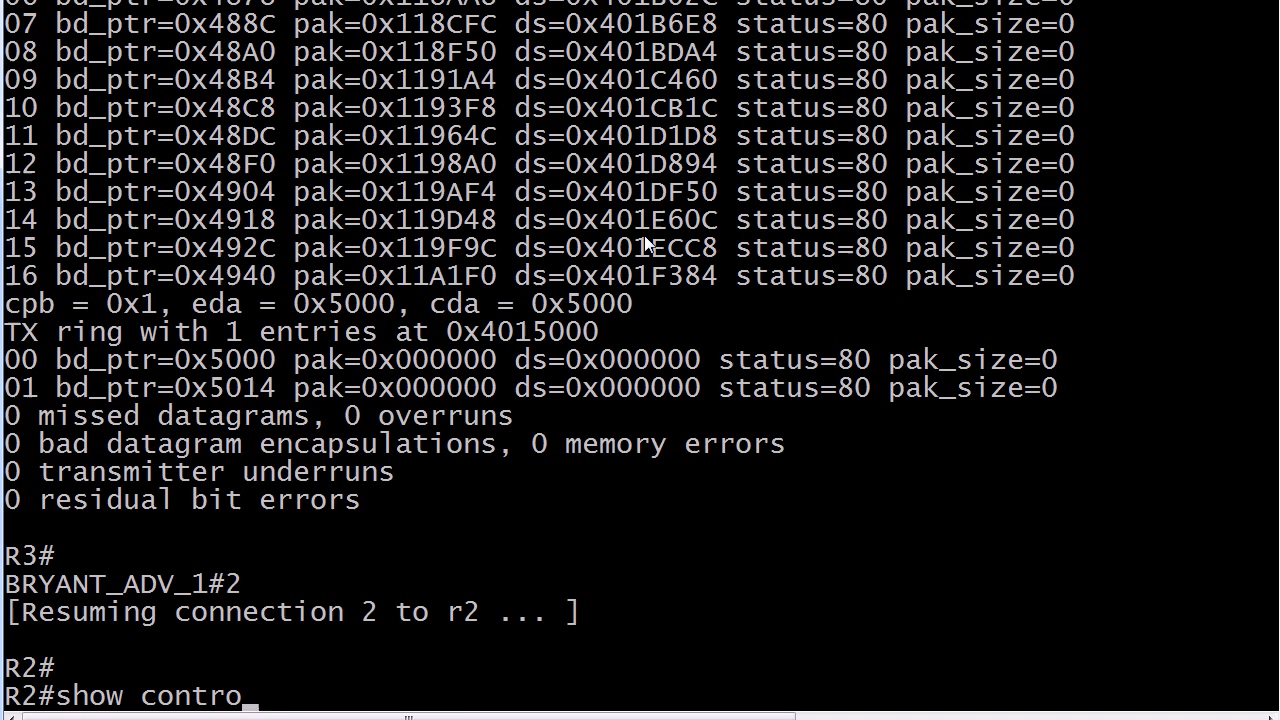 07 bd_ptr=0x488C pak=0x118CFC ds=0x401B6E8 status=80 pak_size=0
08 bd_ptr=0x48A0 pak=0x118F50 ds=0x401BDA4 status=80 pak_size=0
09 bd_ptr=0x48B4 pak=0x1191A4 ds=0x401C460 status=80 pak_size=0
10 bd_ptr=0x48C8 pak=0x1193F8 ds=0x401CB1C status=80 pak_size=0
11 bd_ptr=0x48DC pak=0x11964C ds=0x401D1D8 status=80 pak_size=0
12 bd_ptr=0x48F0 pak=0x1198A0 ds=0x401D894 status=80 pak_size=0
13 bd_ptr=0x4904 pak=0x119AF4 ds=0x401DF50 status=80 pak_size=0
14 bd_ptr=0x4918 pak=0x119D48 ds=0x401E60C status=80 pak_size=0
15 bd_ptr=0x492C pak=0x119F9C ds=0x401ECC8 status=80 pak_size=0
16 bd_ptr=0x4940 pak=0x11A1F0 ds=0x401F384 status=80 pak_size=0
cpb = 0x1, eda = 0x5000, cda = 0x5000
TX ring with 1 entries at 0x4015000
00 bd_ptr=0x5000 pak=0x000000 ds=0x000000 status=80 pak_size=0
01 bd_ptr=0x5014 pak=0x000000 ds=0x000000 status=80 pak_size=0
0 missed datagrams, 0 overruns
0 bad datagram encapsulations, 0 memory errors
0 transmitter underruns
0 residual bit errors
R3#
BRYANT_ADV_1#2
[Resuming connection 2 to r2 ... ]
R2#
R2#show contro